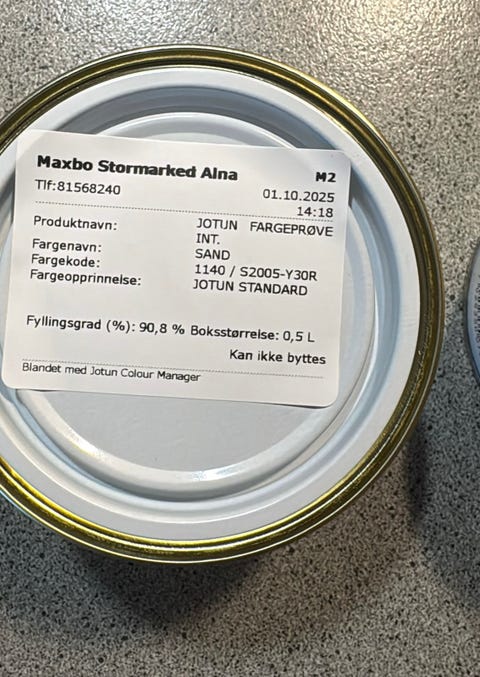 Maxbo Stormarked Alna M2
Tlf:81568240 01.10.2025
14:18
Produktnavn: JOTUN FARGEPRØVE
INT.
Fargenavn: SAND
Fargekode: 1140 / S2005-Y30R
Fargeopprinnelse: JOTUN STANDARD
Fyllingsgrad (%): 90,8 % Boksstørrelse: 0,5 L
Kan ikke byttes
Blandet med Jotun Colour Manager